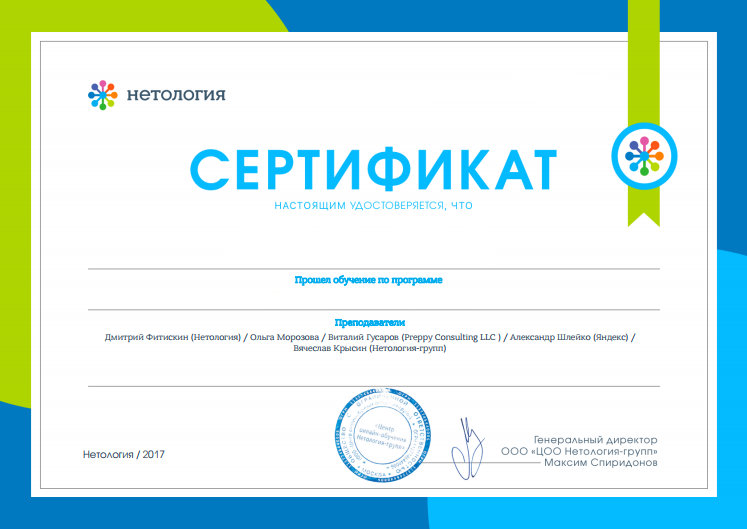 нетология
СЕРТИФИКАТ
НАСТОЯЩИМ УДОСТОВЕРЯЕТСЯ, ЧТО
Прошел обучение по программе
Преподаватели
Дмитрий Фитискин (Нетология) / Ольга Морозова / Виталий Гусаров (Preppy Consulting LLC ) / Александр Шлейко (Яндекс) /
Вячеслав Крысин (Нетология-групп)
«Центр
онлайн-обучения
Нетология-групп»
МОСКВА
Нетология / 2017
Генеральный директор
ООО «ЦОО Нетология-групп»
Максим Спиридонов